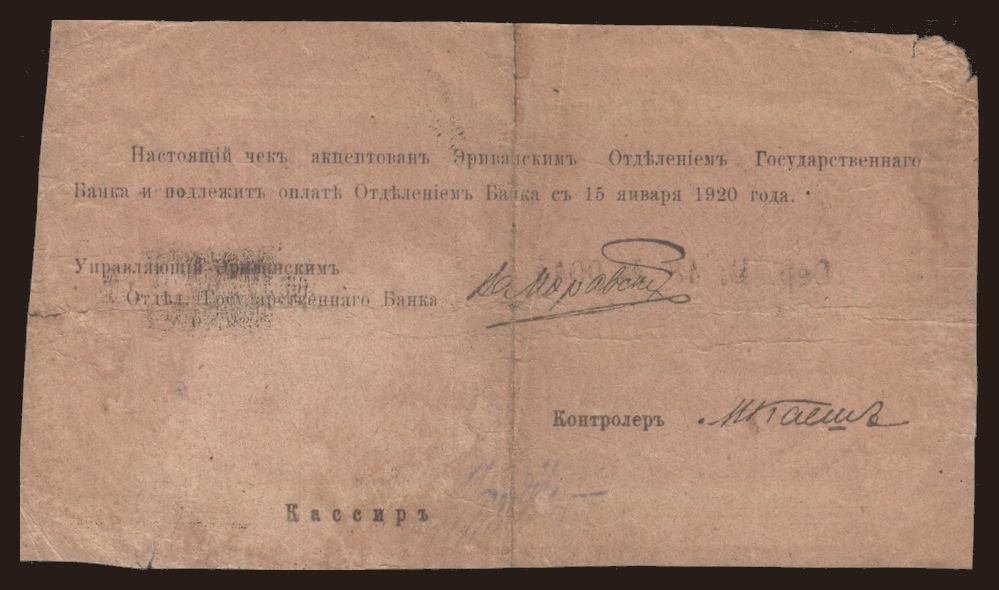 Настоящій чекъ акцептованъ Эриванскимъ Отдѣленіемъ Государственнаго
Банка и подлежитъ оплатѣ Отдѣленіемъ Банка съ 15 января 1920 года.
Управляющій Эриванскимъ
Отдѣл. Государственнаго Банка
Контролеръ
Кассиръ